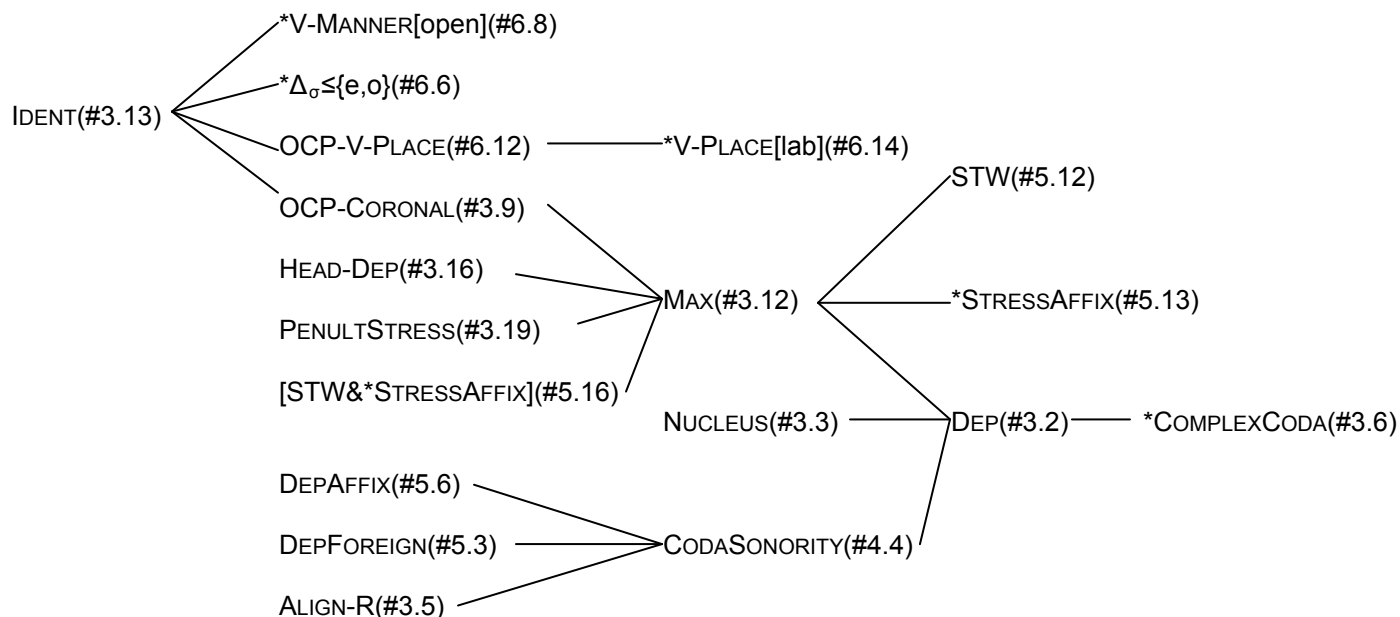 *V-MANNER[open](#6.8)
*Δσ≤{e,o}(#6.6)
IDENT(#3.13)
OCP-V-PLACE(#6.12) *V-PLACE[lab](#6.14)
STW(#5.12)
OCP-CORONAL(#3.9)
HEAD-DEP(#3.16)
MAX(#3.12) *STRESSAFFIX(#5.13)
PENULTSTRESS(#3.19)
[STW&*STRESSAFFIX](#5.16)
NUCLEUS(#3.3) DEP(#3.2) *COMPLEXCODA(#3.6)
DEPAFFIX(#5.6)
DEPFOREIGN(#5.3) CODASONORITY(#4.4)
ALIGN-R(#3.5)